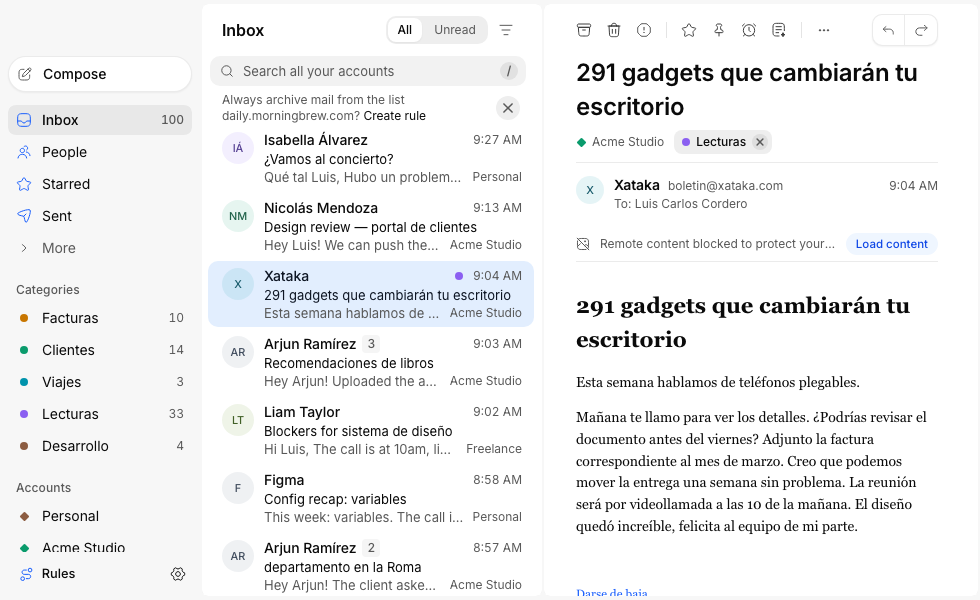 Compose
Inbox 100
People
Starred
Sent
More
Categories
Facturas 10
Clientes 14
Viajes 3
Lecturas 33
Desarrollo 4
Accounts
Personal
Acme Studio
Rules
Inbox
All Unread
Search all your accounts /
Always archive mail from the list
daily.morningbrew.com? Create rule
IÁ Isabella Álvarez 9:27 AM
¿Vamos al concierto?
Qué tal Luis, Hubo un problem... Personal
NM Nicolás Mendoza 9:13 AM
Design review — portal de clientes
Hey Luis! We can push the... Acme Studio
X Xataka 9:04 AM
291 gadgets que cambiarán tu escritorio
Esta semana hablamos de ... Acme Studio
AR Arjun Ramírez 3 9:03 AM
Recomendaciones de libros
Hey Arjun! Uploaded the a... Acme Studio
LT Liam Taylor 9:02 AM
Blockers for sistema de diseño
Hi Luis, The call is at 10am, li... Freelance
F Figma 8:58 AM
Config recap: variables
This week: variables. The call i... Personal
AR Arjun Ramírez 2 8:57 AM
departamento en la Roma
Hey Arjun! The client aske... Acme Studio
291 gadgets que cambiarán tu
escritorio
Acme Studio Lecturas
X Xataka boletin@xataka.com 9:04 AM
To: Luis Carlos Cordero
Remote content blocked to protect your... Load content
291 gadgets que cambiarán tu
escritorio
Esta semana hablamos de teléfonos plegables.
Mañana te llamo para ver los detalles. ¿Podrías revisar el
documento antes del viernes? Adjunto la factura
correspondiente al mes de marzo. Creo que podemos
mover la entrega una semana sin problema. La reunión
será por videollamada a las 10 de la mañana. El diseño
quedó increíble, felicita al equipo de mi parte.
Darse de baja